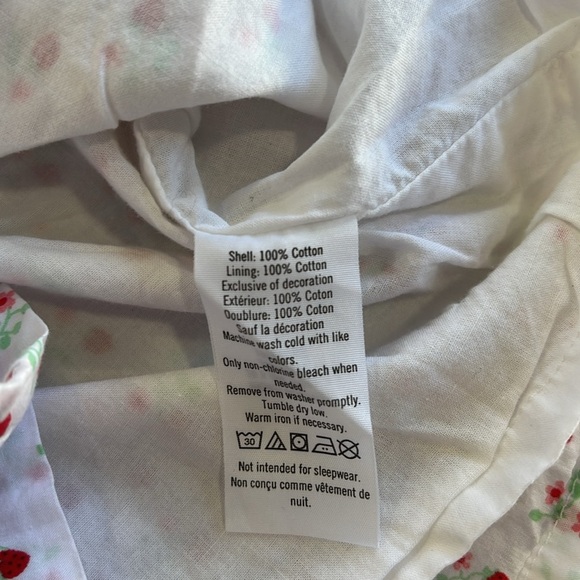 Shell: 100% Cotton
Lining: 100% Cotton
Exclusive of decoration
Extérieur: 100% Coton
Doublure: 100% Coton
Sauf la décoration
Machine wash cold with like
colors.
Only non-chlorine bleach when
needed.
Remove from washer promptly.
Tumble dry low.
Warm iron if necessary.
30
Not intended for sleepwear.
Non conçu comme vêtement de
nuit.